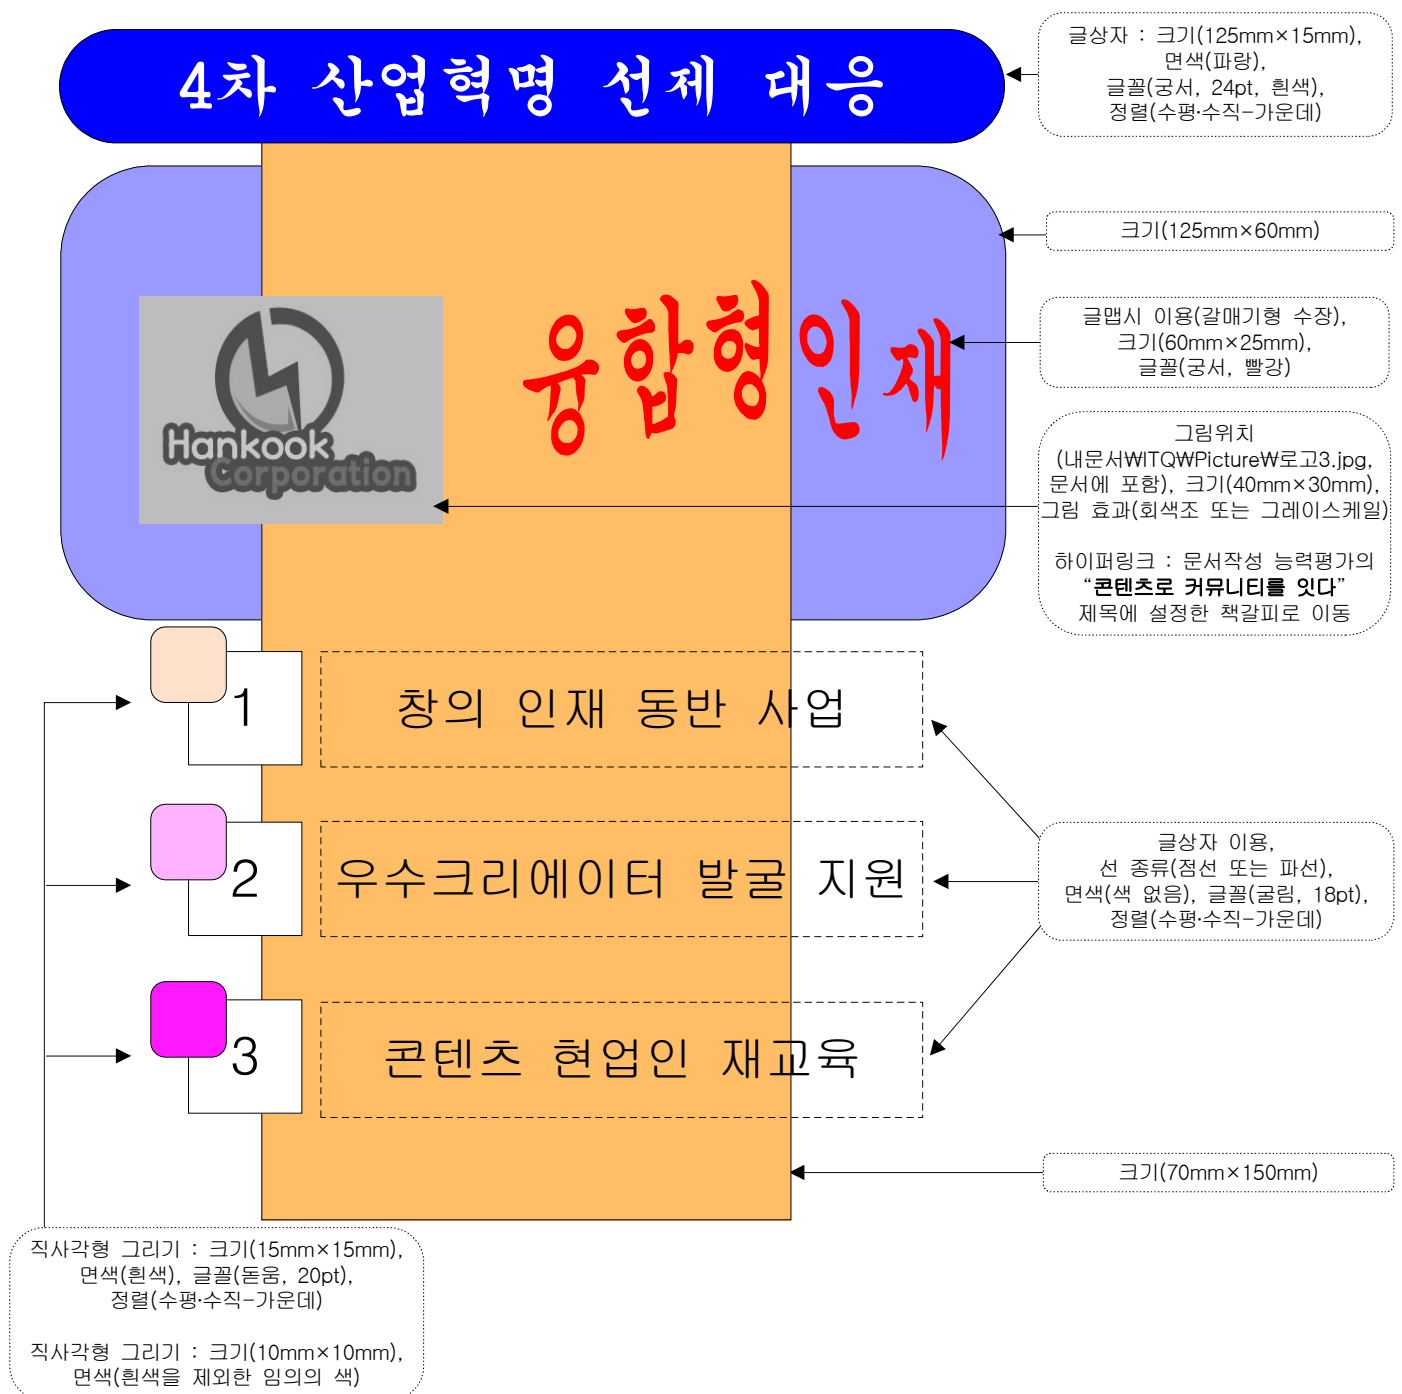 4차 산업혁명 선제 대응
글상자 : 크기(125mm×15mm),
면색(파랑),
글꼴(궁서, 24pt, 흰색),
정렬(수평·수직-가운데)
크기(125mm×60mm)
융합형인재
글맵시 이용(갈매기형 수장),
크기(60mm×25mm),
글꼴(궁서, 빨강)
Hankook
Corporation
그림위치
(내문서₩ITQ₩Picture₩로고3.jpg,
문서에 포함), 크기(40mm×30mm),
그림 효과(회색조 또는 그레이스케일)
하이퍼링크 : 문서작성 능력평가의
“콘텐츠로 커뮤니티를 잇다”
제목에 설정한 책갈피로 이동
1
창의 인재 동반 사업
2
우수크리에이터 발굴 지원
글상자 이용,
선 종류(점선 또는 파선),
면색(색 없음), 글꼴(굴림, 18pt),
정렬(수평·수직-가운데)
3
콘텐츠 현업인 재교육
크기(70mm×150mm)
직사각형 그리기 : 크기(15mm×15mm),
면색(흰색), 글꼴(돋움, 20pt),
정렬(수평·수직-가운데)
직사각형 그리기 : 크기(10mm×10mm),
면색(흰색을 제외한 임의의 색)